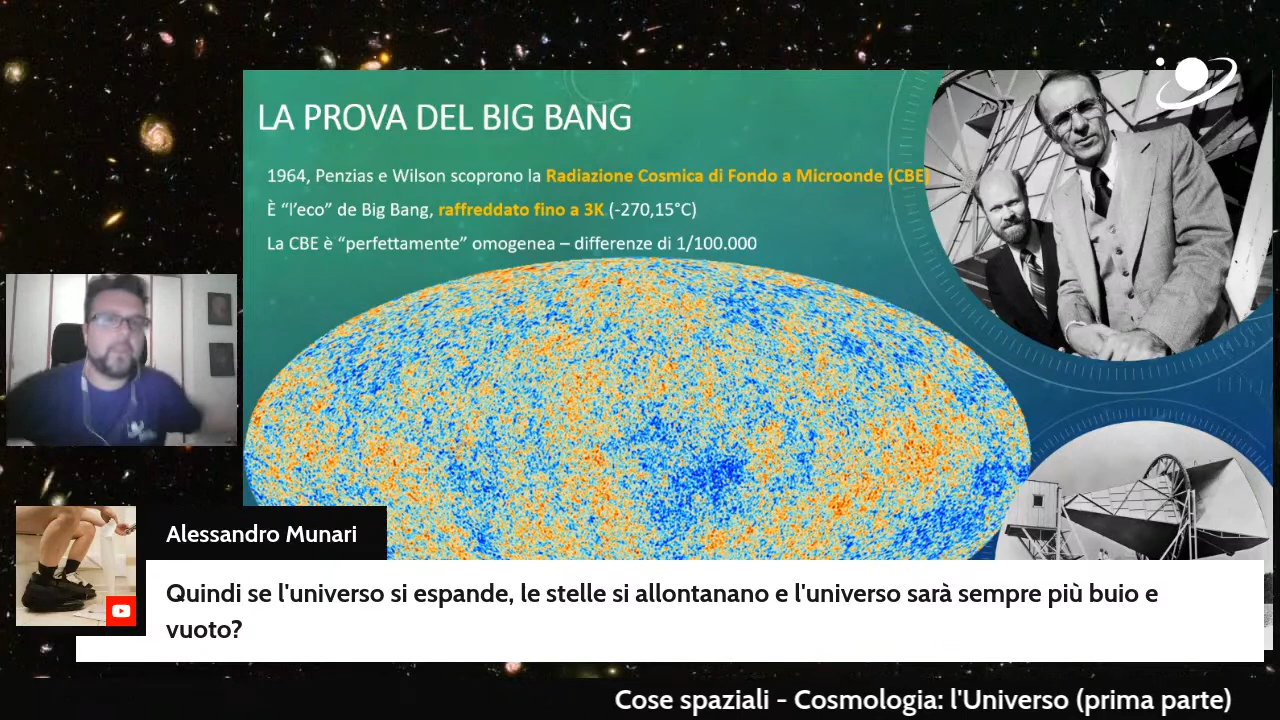 LA PROVA DEL BIG BANG
1964, Penzias e Wilson scoprono la Radiazione Cosmica di Fondo a Microonde (CBE)
È “l’eco” de Big Bang, raffreddato fino a 3K (-270,15°C)
La CBE è “perfettamente” omogenea – differenze di 1/100.000
Alessandro Munari
Quindi se l'universo si espande, le stelle si allontanano e l'universo sarà sempre più buio e
vuoto?
Cose spaziali - Cosmologia: l'Universo (prima parte)